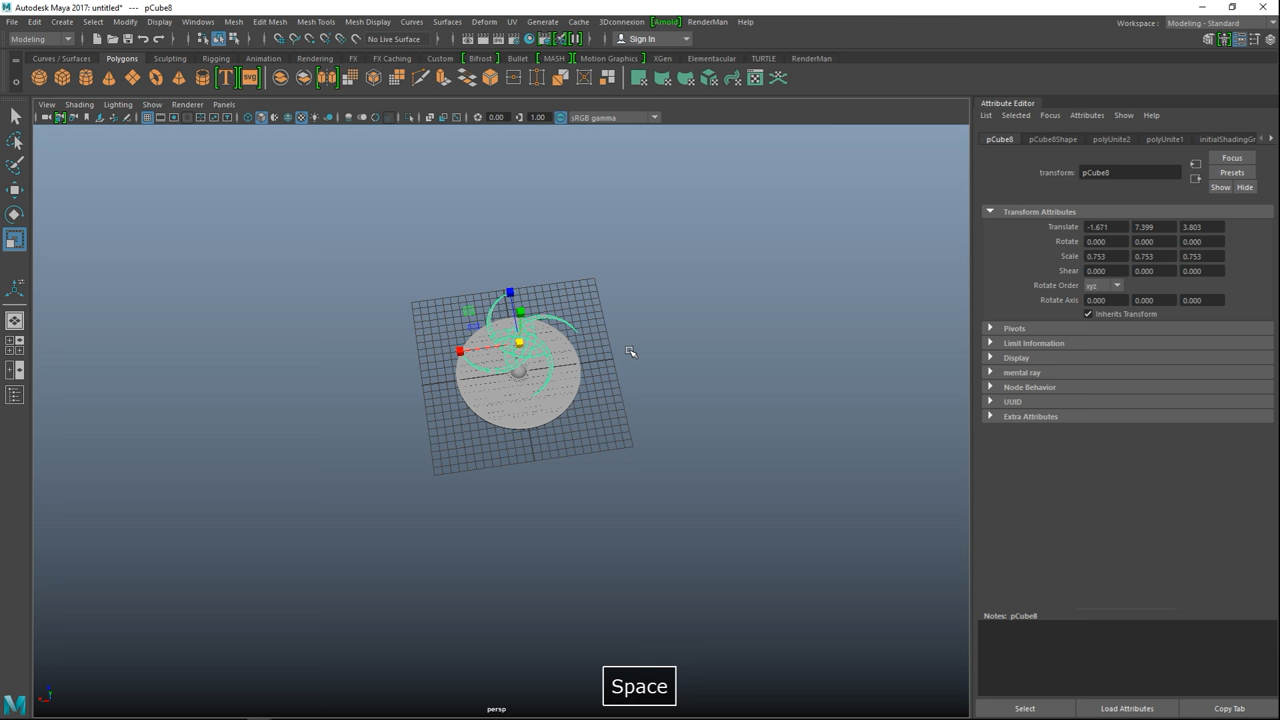 Autodesk Maya 2017: untitled* --- pCube8
File Edit Create Select Modify Display Windows Mesh Edit Mesh Mesh Tools Mesh Display Curves Surfaces Deform UV Generate Cache 3Dconnexion Arnold RenderMan Help
Workspace : Modeling - Standard
Modeling No Live Surface Sign In
Curves / Surfaces Polygons Sculpting Rigging Animation Rendering FX FX Caching Custom Bifrost Bullet MASH Motion Graphics XGen Elementacular TURTLE RenderMan
T svg
View Shading Lighting Show Renderer Panels
0.00 1.00 sRGB gamma
persp
Space
Attribute Editor
List Selected Focus Attributes Show Help
pCube8 pCube8Shape polyUnite2 polyUnite1 initialShadingGr
Focus
transform: pCube8 Presets
Show Hide
Transform Attributes
Translate -1.671 7.399 3.803
Rotate 0.000 0.000 0.000
Scale 0.753 0.753 0.753
Shear 0.000 0.000 0.000
Rotate Order xyz
Rotate Axis 0.000 0.000 0.000
Inherits Transform
Pivots
Limit Information
Display
mental ray
Node Behavior
UUID
Extra Attributes
Notes: pCube8
Select Load Attributes Copy Tab